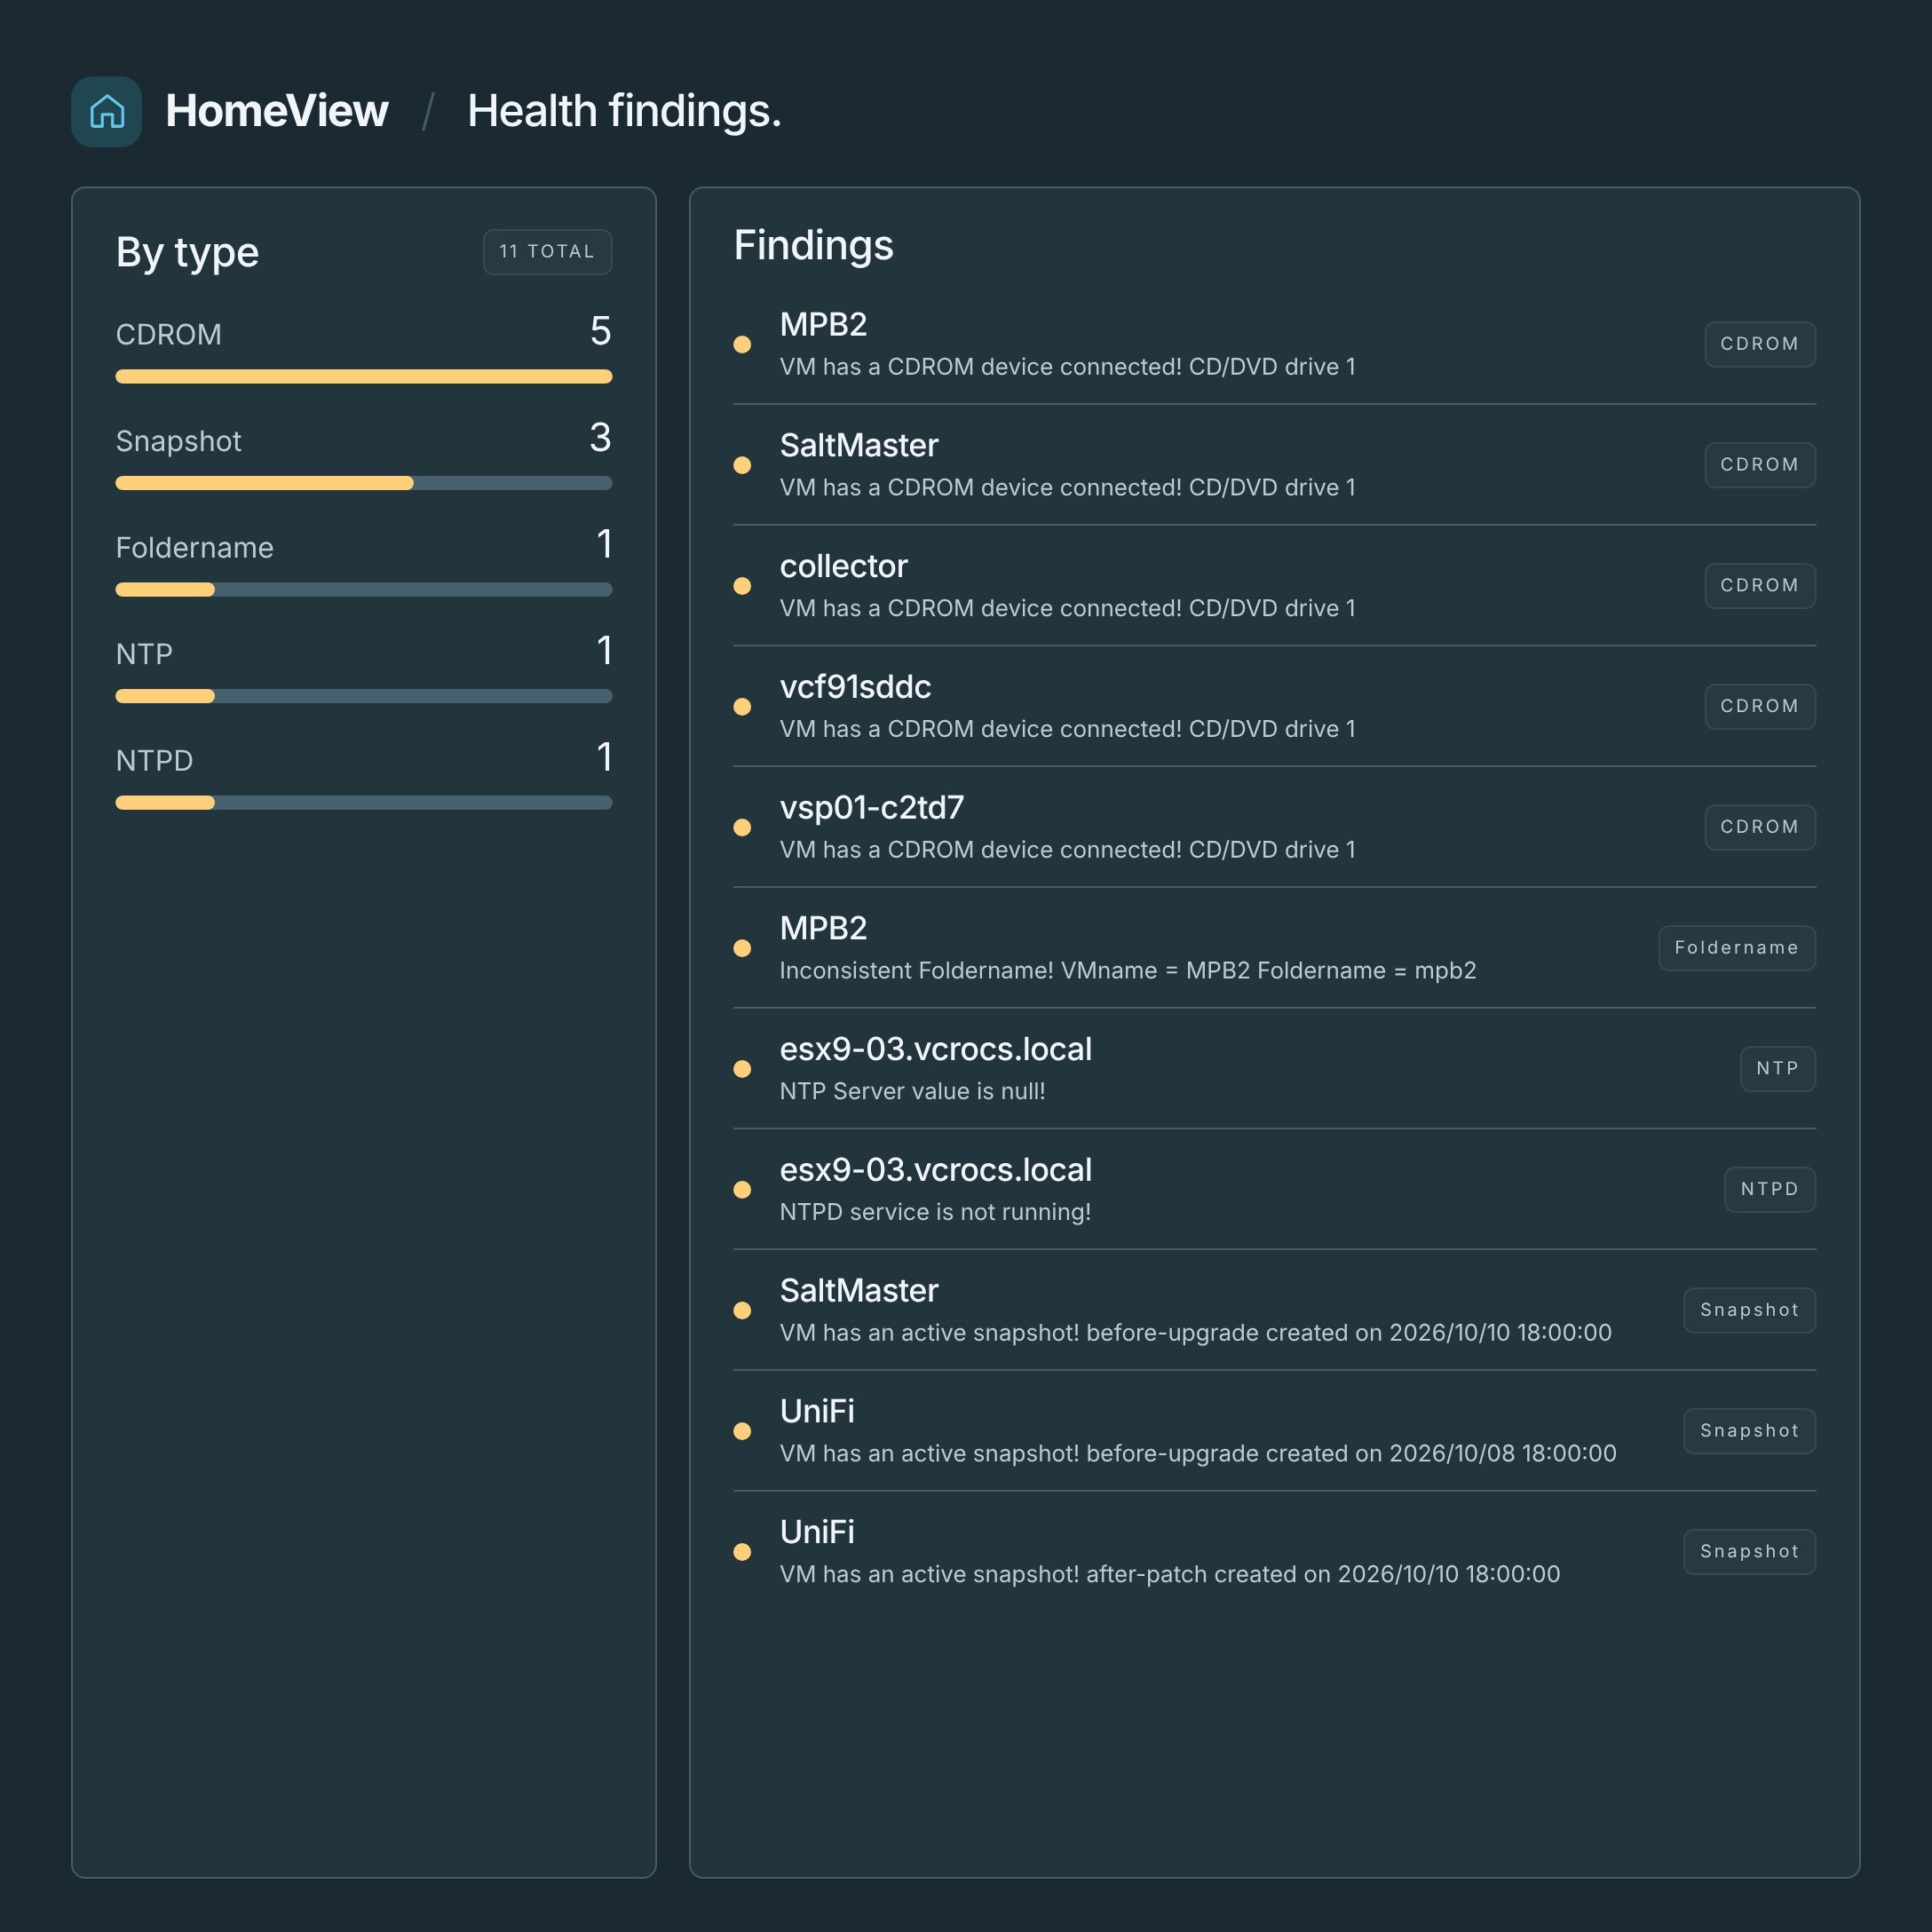 HomeView / Health findings.
By type
11 TOTAL
CDROM 5
Snapshot 3
Foldername 1
NTP 1
NTPD 1
Findings
MPB2
VM has a CDROM device connected! CD/DVD drive 1
CDROM
SaltMaster
VM has a CDROM device connected! CD/DVD drive 1
CDROM
collector
VM has a CDROM device connected! CD/DVD drive 1
CDROM
vcf91sddc
VM has a CDROM device connected! CD/DVD drive 1
CDROM
vsp01-c2td7
VM has a CDROM device connected! CD/DVD drive 1
CDROM
MPB2
Inconsistent Foldername! VMname = MPB2 Foldername = mpb2
Foldername
esx9-03.vcrocs.local
NTP Server value is null!
NTP
esx9-03.vcrocs.local
NTPD service is not running!
NTPD
SaltMaster
VM has an active snapshot! before-upgrade created on 2026/10/10 18:00:00
Snapshot
UniFi
VM has an active snapshot! before-upgrade created on 2026/10/08 18:00:00
Snapshot
UniFi
VM has an active snapshot! after-patch created on 2026/10/10 18:00:00
Snapshot